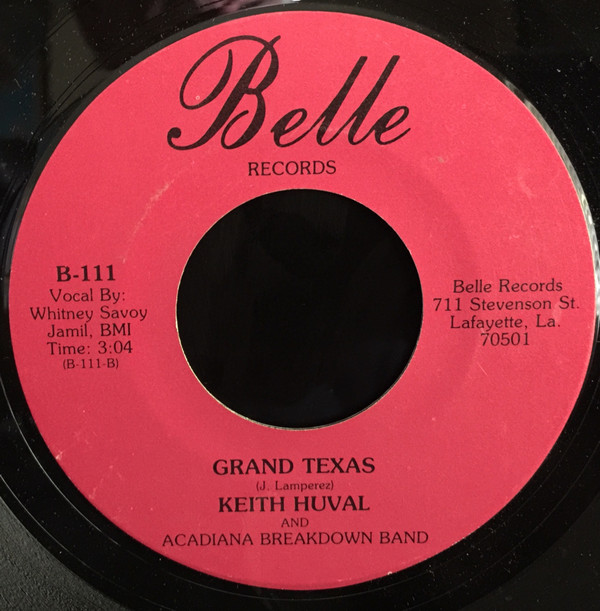 Belle
RECORDS
B-111
Vocal By:
Whitney Savoy
Jamil, BMI
Time: 3:04
(B-111-B)
Belle Records
711 Stevenson St.
Lafayette, La.
70501
GRAND TEXAS
(J. Lamperez)
KEITH HUVAL
AND
ACADIANA BREAKDOWN BAND